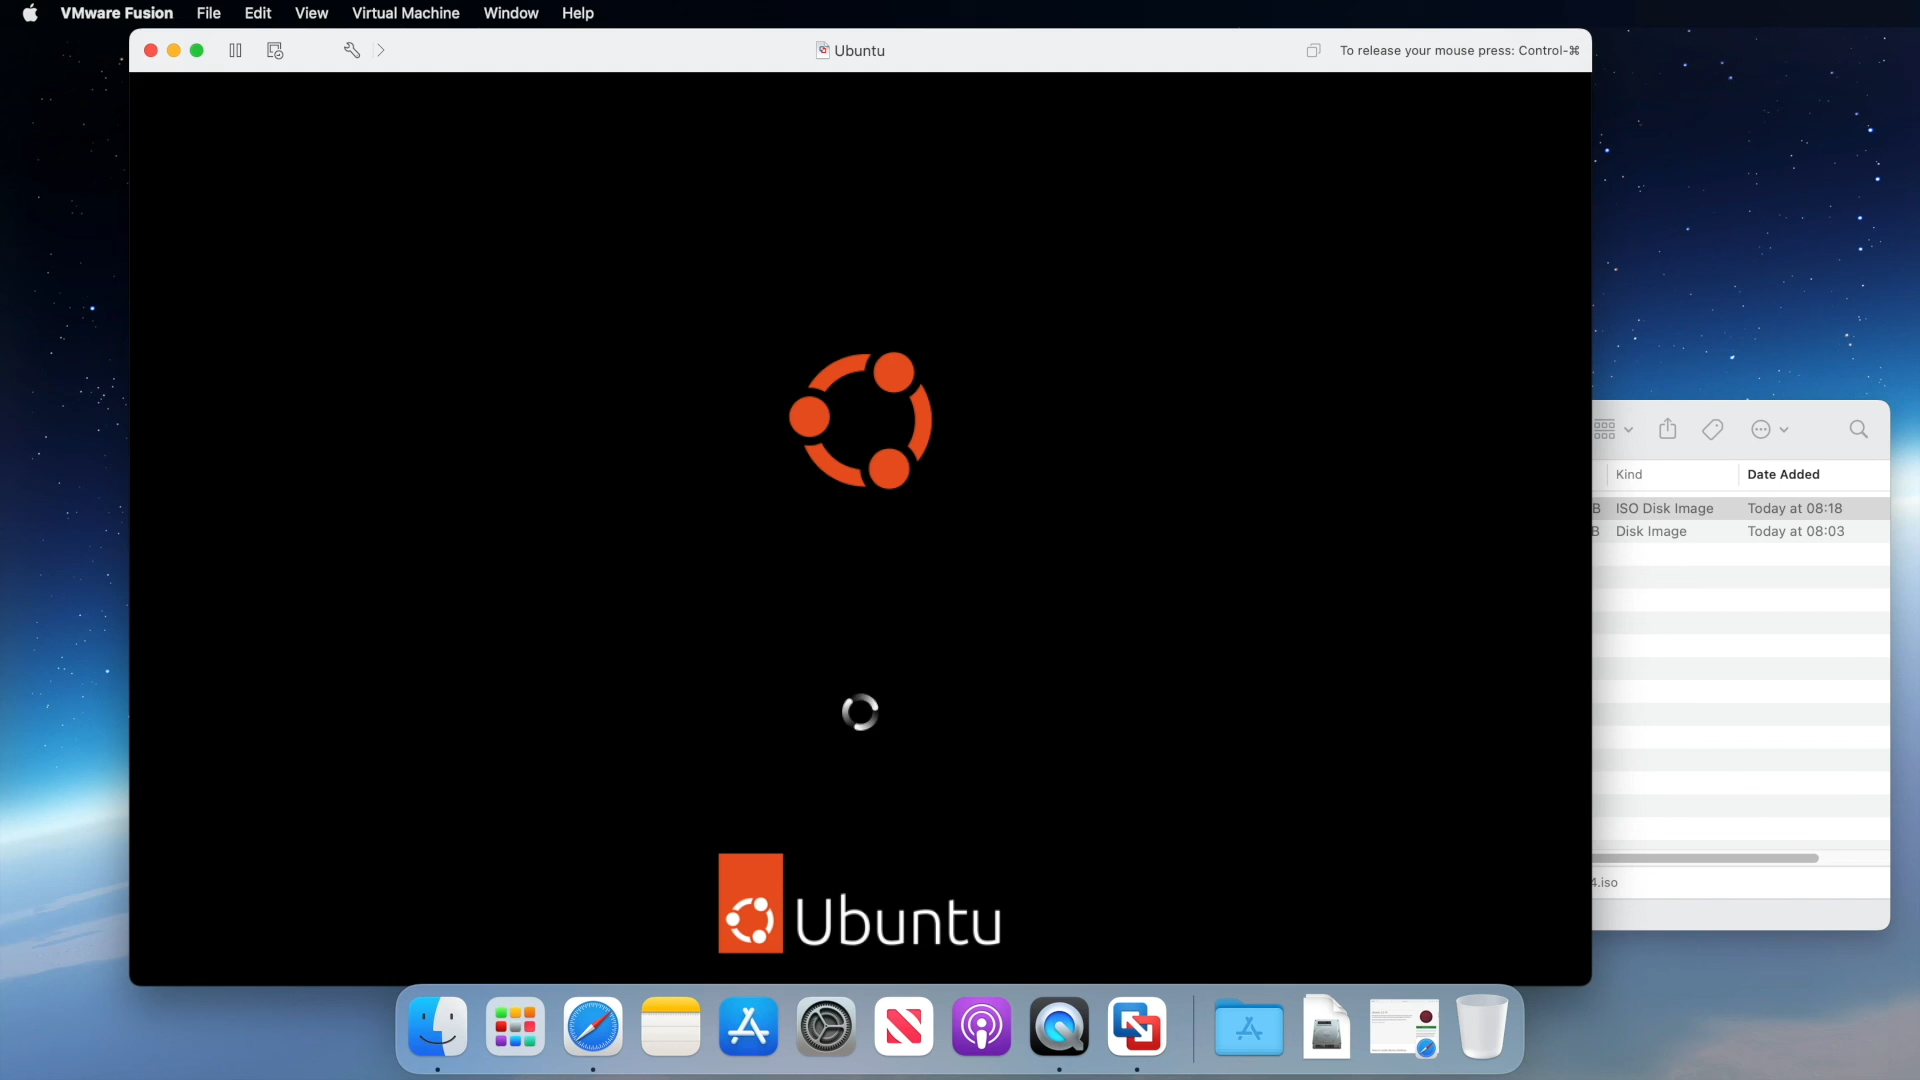 VMware Fusion File Edit View Virtual Machine Window Help
Ubuntu
To release your mouse press: Control-⌘
Kind Date Added
B ISO Disk Image Today at 08:18
B Disk Image Today at 08:03
4.iso
Ubuntu